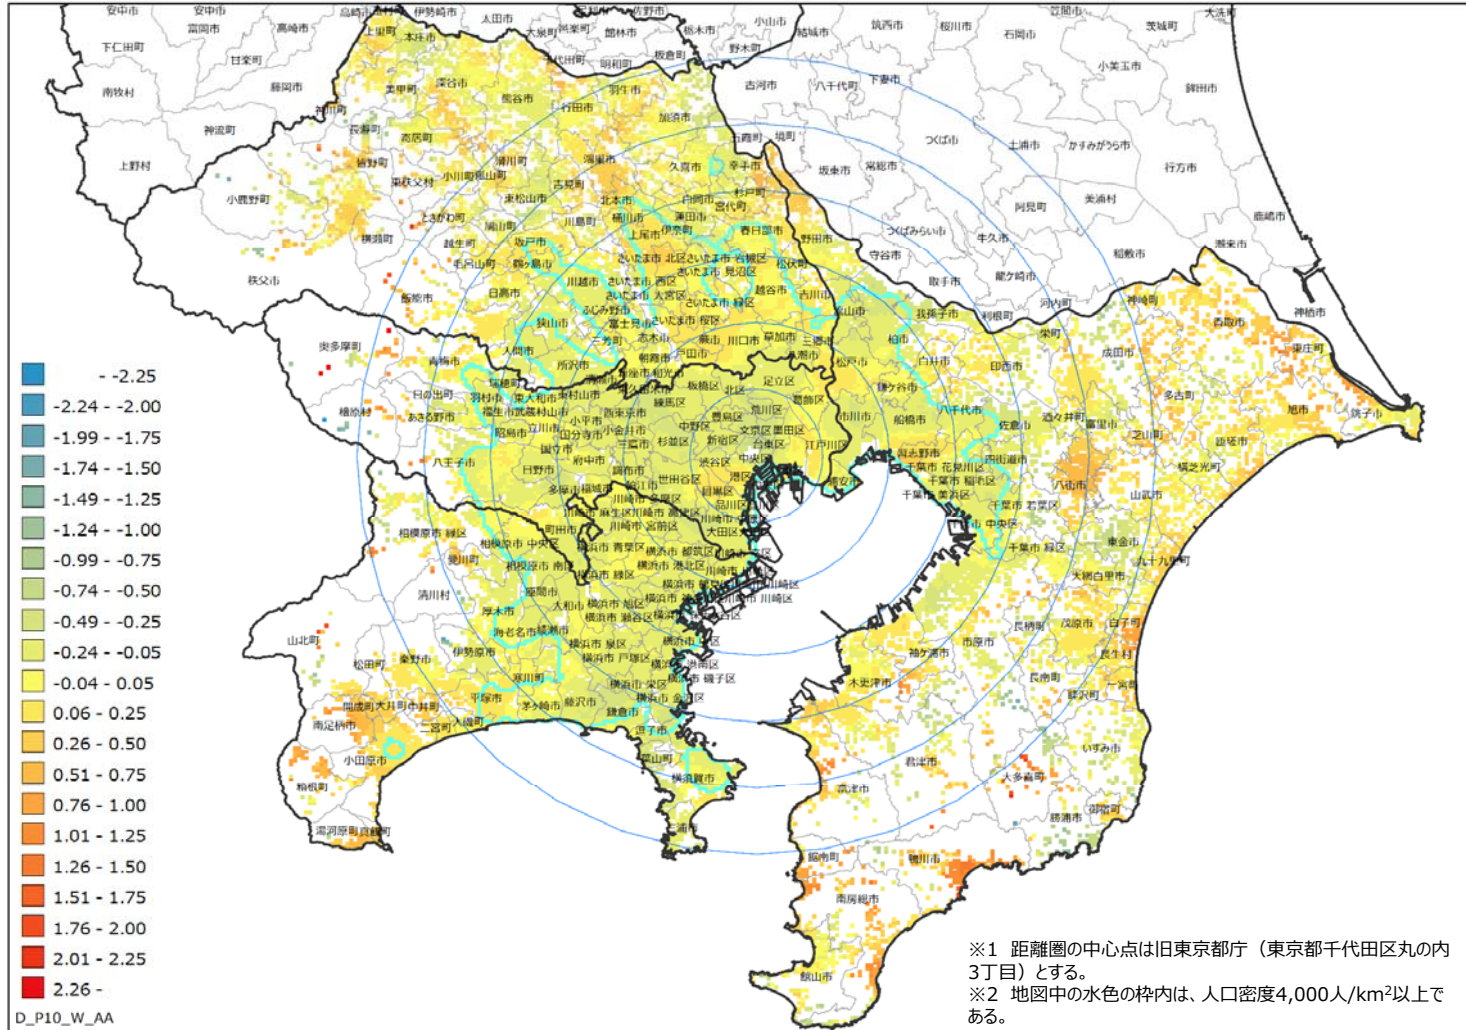 安中市
安中市
高崎市
伊勢崎市
太田市
邑楽町
佐野市
栃木市
小山市
結城市
筑西市
桜川市
笠間市
茨城町
大洗町
富岡市
高崎市
上里町
本庄市
大泉町
館林市
板倉町
野木町
石岡市
小美玉市
鉾田市
下仁田町
甘楽町
藤岡市
明和町
古河市
八千代町
下妻市
南牧村
神流町
上野村
美里町
深谷市
熊谷市
行田市
羽生市
加須市
五霞町
境町
つくば市
土浦市
かすみがうら市
行方市
神川町
長瀞町
寄居町
皆野町
東秩父村
小川町
嵐山町
滑川町
鴻巣市
久喜市
幸手市
坂東市
常総市
小鹿野町
東松山市
吉見町
北本市
白岡市
杉戸町
宮代町
阿見町
美浦村
鹿嶋市
ときがわ町
鳩山町
川島町
桶川市
蓮田市
伊奈町
上尾市
春日部市
野田市
つくばみらい市
牛久市
稲敷市
潮来市
横瀬町
越生町
坂戸市
毛呂山町
鶴ヶ島市
さいたま市 北区
さいたま市 岩槻区
さいたま市 見沼区
松伏町
守谷市
取手市
龍ケ崎市
秩父市
飯能市
日高市
川越市
さいたま市 西区
さいたま市 大宮区
さいたま市 緑区
越谷市
吉川市
河内町
神崎町
神栖市
ふじみ野市
狭山市
富士見市
さいたま市 桜区
流山市
我孫子市
利根町
栄町
香取市
奥多摩町
入間市
三芳町
志木市
蕨市
川口市
草加市
三郷市
八潮市
柏市
松戸市
白井市
印西市
成田市
東庄町
青梅市
所沢市
朝霞市
戸田市
和光市
瑞穂町
羽村市
東大和市
東村山市
板橋区
北区
足立区
鎌ケ谷市
多古町
日の出町
檜原村
あきる野市
福生市
武蔵村山市
西東京市
練馬区
豊島区
荒川区
葛飾区
市川市
船橋市
八千代市
酒々井町
佐倉市
富里市
芝山町
旭市
銚子市
匝瑳市
昭島市
立川市
小平市
国分寺市
小金井市
中野区
文京区
墨田区
台東区
江戸川区
習志野市
八王子市
国立市
三鷹市
杉並区
新宿区
日野市
府中市
調布市
渋谷区
中央区
港区
浦安市
千葉市 花見川区
千葉市 稲毛区
千葉市 美浜区
四街道市
八街市
横芝光町
山武市
多摩市
稲城市
狛江市
世田谷区
目黒区
品川区
千葉市 若葉区
中央区
千葉市 緑区
東金市
九十九里町
大網白里市
川崎市 多摩区
川崎市 麻生区
川崎市 高津区
川崎市 宮前区
大田区
町田市
相模原市 緑区
相模原市 中央区
相模原市 南区
愛川町
横浜市 青葉区
横浜市 都筑区
横浜市 港北区
横浜市 緑区
川崎区
川崎市 川崎区
清川村
座間市
厚木市
大和市
海老名市
綾瀬市
横浜市 旭区
横浜市 瀬谷区
横浜市 泉区
横浜市 戸塚区
横浜市 港南区
横浜市 磯子区
横浜市 栄区
横浜市 金沢区
山北町
松田町
秦野市
伊勢原市
寒川町
平塚市
茅ヶ崎市
藤沢市
鎌倉市
逗子市
葉山町
横須賀市
開成町
大井町
中井町
南足柄市
二宮町
大磯町
小田原市
箱根町
湯河原町
真鶴町
市原市
袖ケ浦市
木更津市
長柄町
茂原市
白子町
長生村
長南町
睦沢町
一宮町
君津市
富津市
いすみ市
大多喜町
御宿町
勝浦市
鋸南町
鴨川市
南房総市
館山市
- -2.25
-2.24 - -2.00
-1.99 - -1.75
-1.74 - -1.50
-1.49 - -1.25
-1.24 - -1.00
-0.99 - -0.75
-0.74 - -0.50
-0.49 - -0.25
-0.24 - -0.05
-0.04 - 0.05
0.06 - 0.25
0.26 - 0.50
0.51 - 0.75
0.76 - 1.00
1.01 - 1.25
1.26 - 1.50
1.51 - 1.75
1.76 - 2.00
2.01 - 2.25
2.26 -
D_P10_W_AA
※1 距離圏の中心点は旧東京都庁（東京都千代田区丸の内
3丁目）とする。
※2 地図中の水色の枠内は、人口密度4,000人/km²以上で
ある。